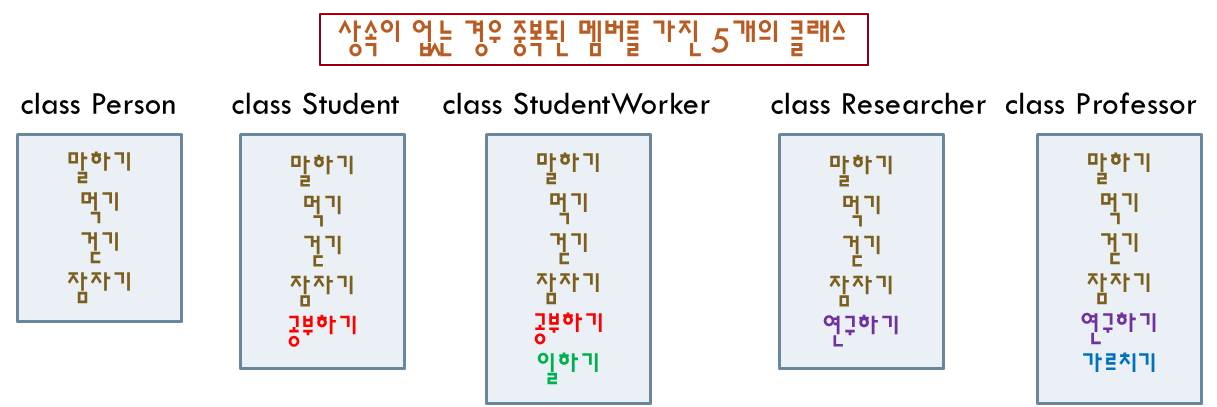 상속이 없는 경우 중복된 멤버를 가진 5개의 클래스
class Person
말하기
먹기
걷기
잠자기
class Student
말하기
먹기
걷기
잠자기
공부하기
class StudentWorker
말하기
먹기
걷기
잠자기
공부하기
일하기
class Researcher
말하기
먹기
걷기
잠자기
연구하기
class Professor
말하기
먹기
걷기
잠자기
연구하기
가르치기